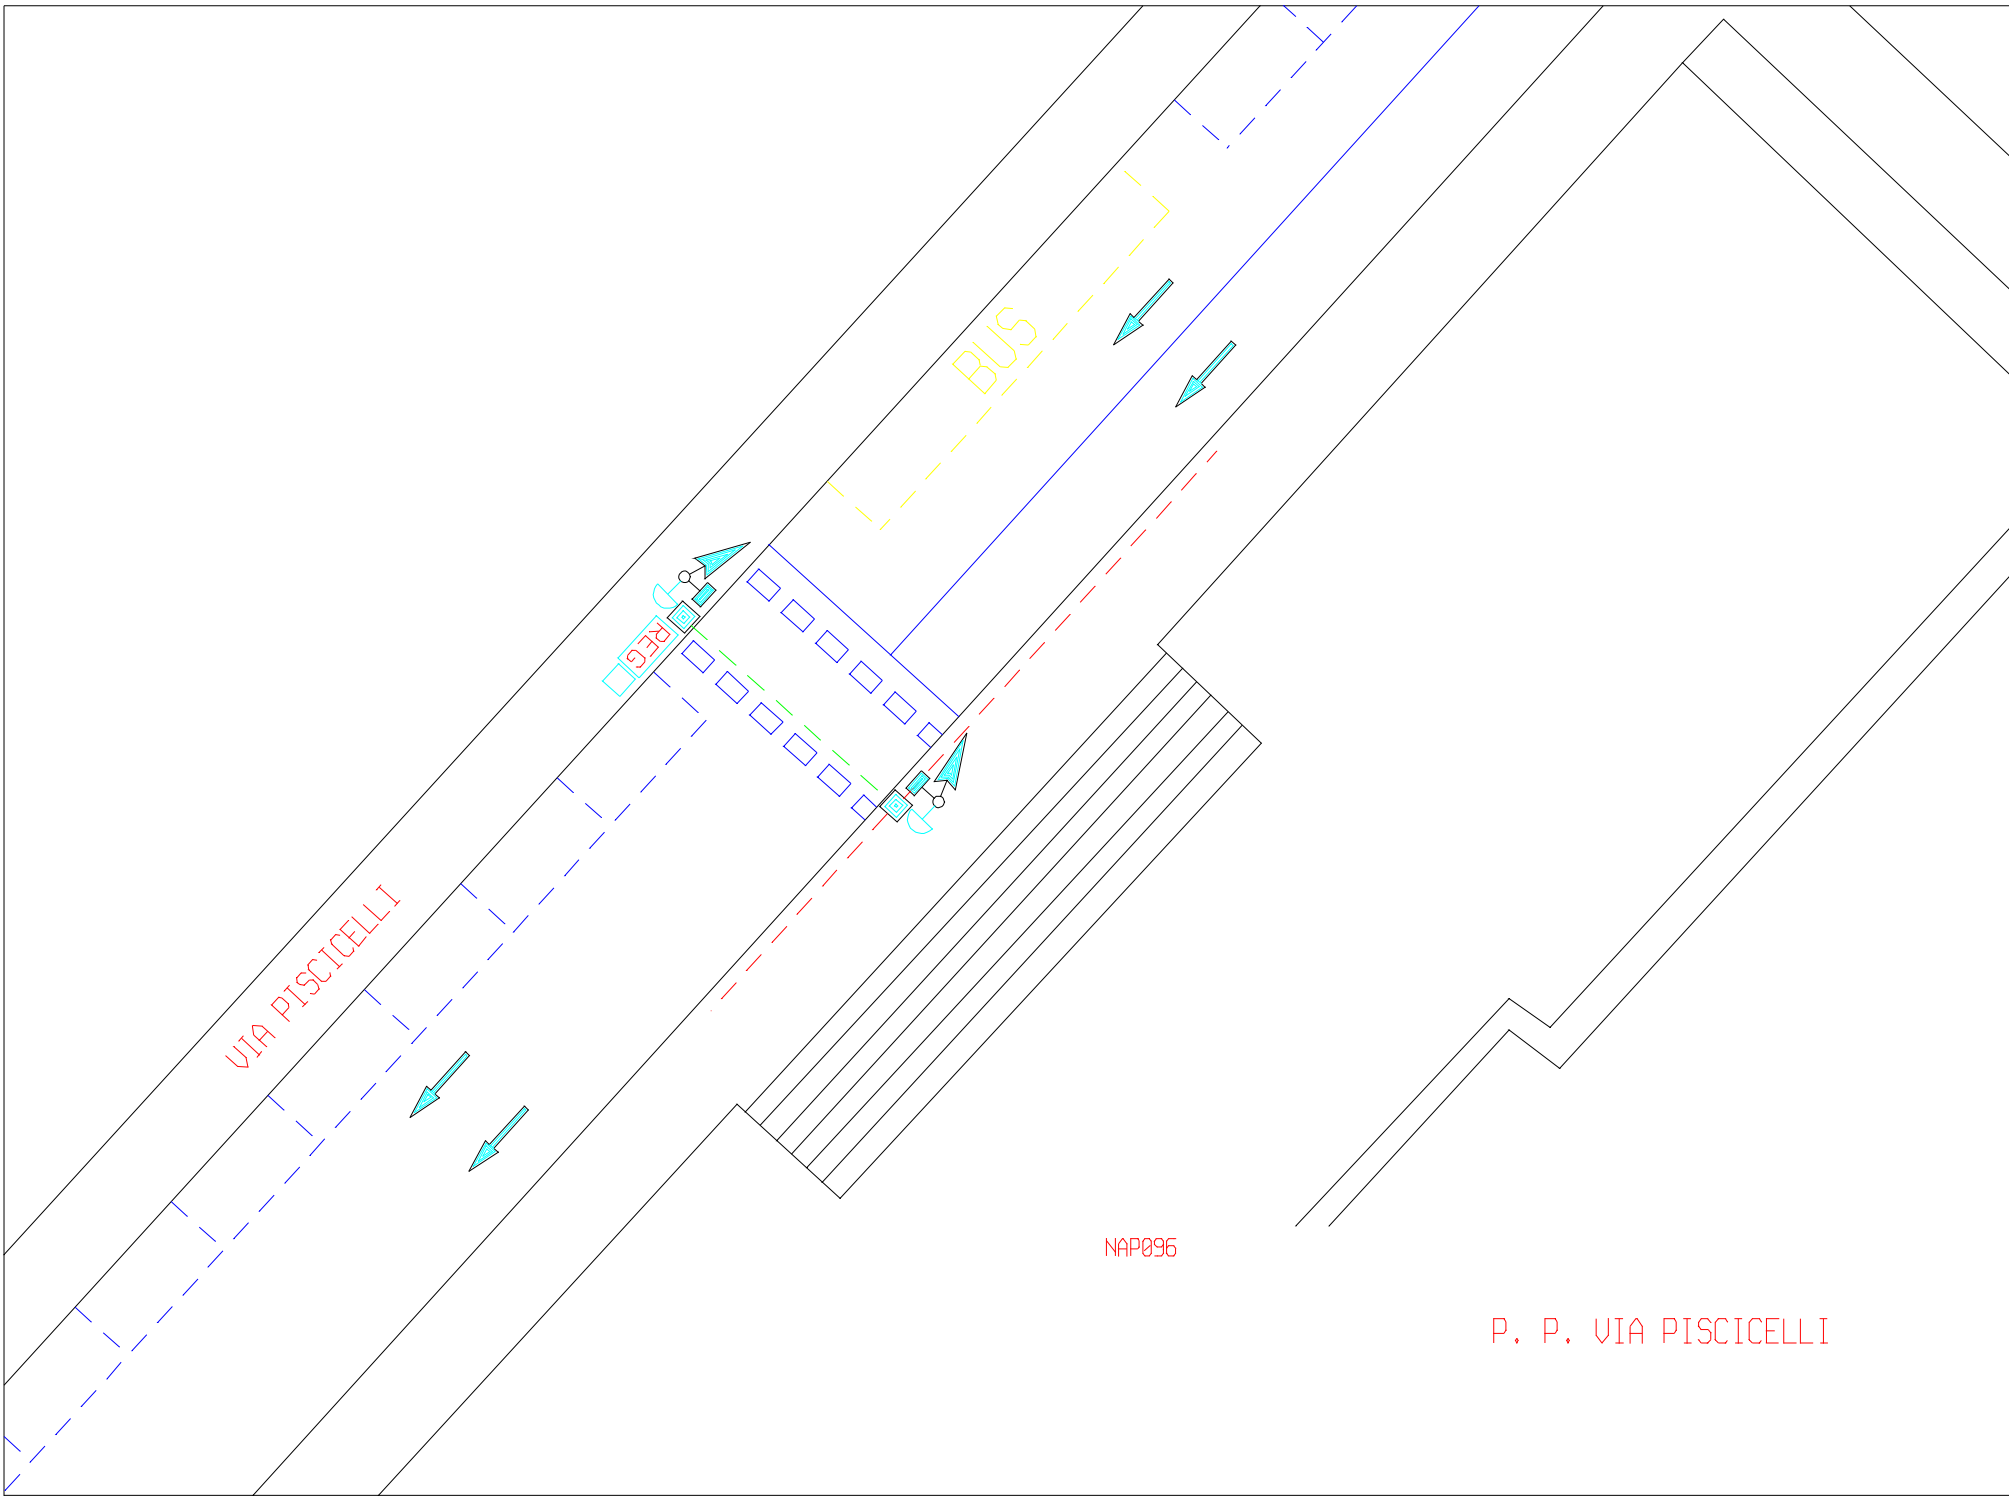 BUS
REG
VIA PISCICELLI
NAP096
P. P. VIA PISCICELLI